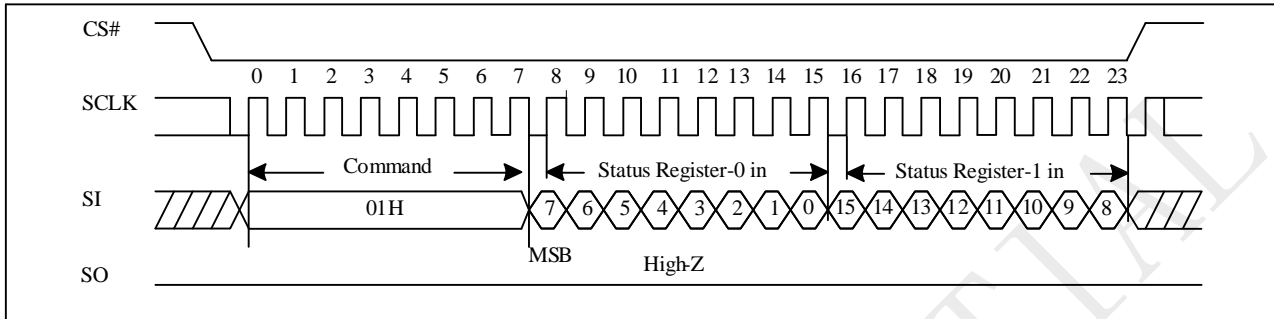 CS#
0 1 2 3 4 5 6 7 8 9 10 11 12 13 14 15 16 17 18 19 20 21 22 23
SCLK
Command Status Register-0 in Status Register-1 in
SI 01H 7 6 5 4 3 2 1 0 15 14 13 12 11 10 9 8
MSB High-Z
SO
TIAL